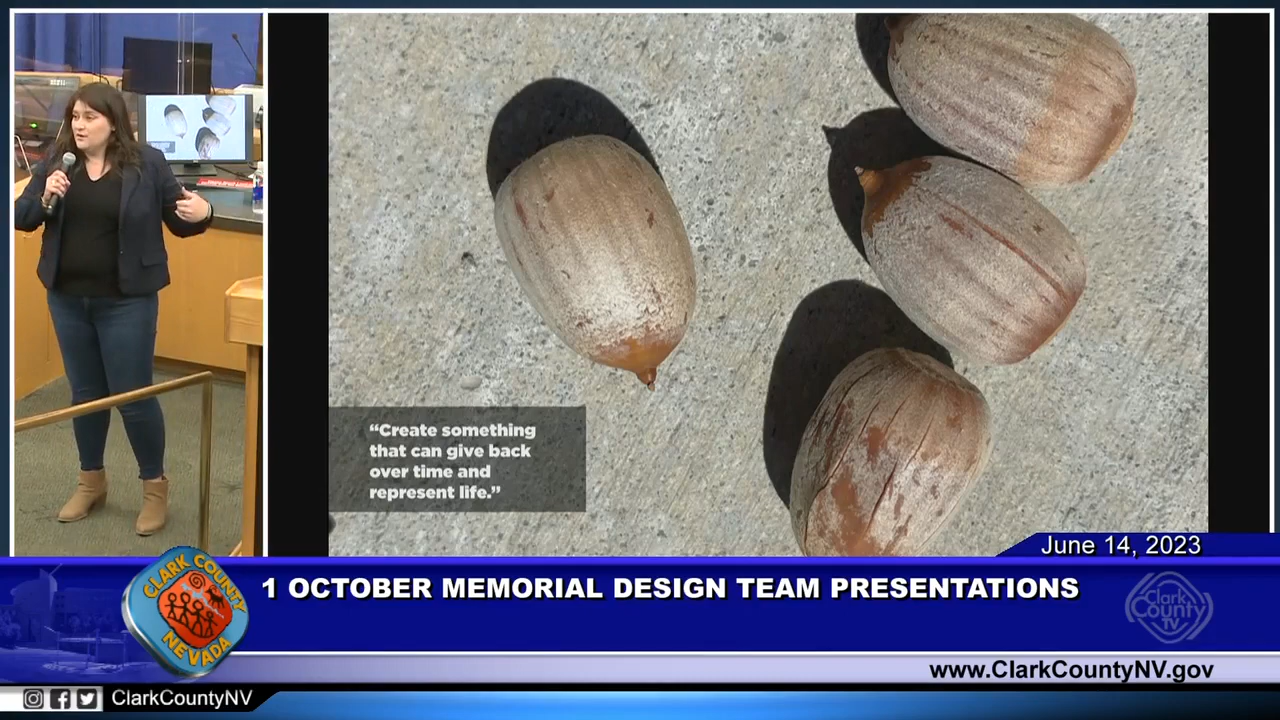 “Create something
that can give back
over time and
represent life.”
June 14, 2023
1 OCTOBER MEMORIAL DESIGN TEAM PRESENTATIONS
CLARK COUNTY
NEVADA
Clark
County
TV
www.ClarkCountyNV.gov
ClarkCountyNV